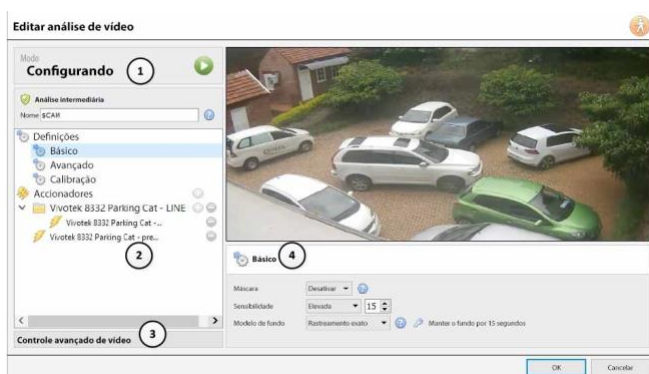 Editar análise de vídeo
Modo
Configurando
1
Análise intermediária
Nome $CAM
Definições
Básico
Avançado
Calibração
Accionadores
Vivotek 8332 Parking Cat - LINE
Vivotek 8332 Parking Cat -...
Vivotek 8332 Parking Cat - pre...
2
Controle avançado de vídeo
3
Básico
4
Máscara Desativar
Sensibilidade Elevada 15
Modelo de fundo Rastreamento exato Manter o fundo por 15 segundos
OK Cancelar